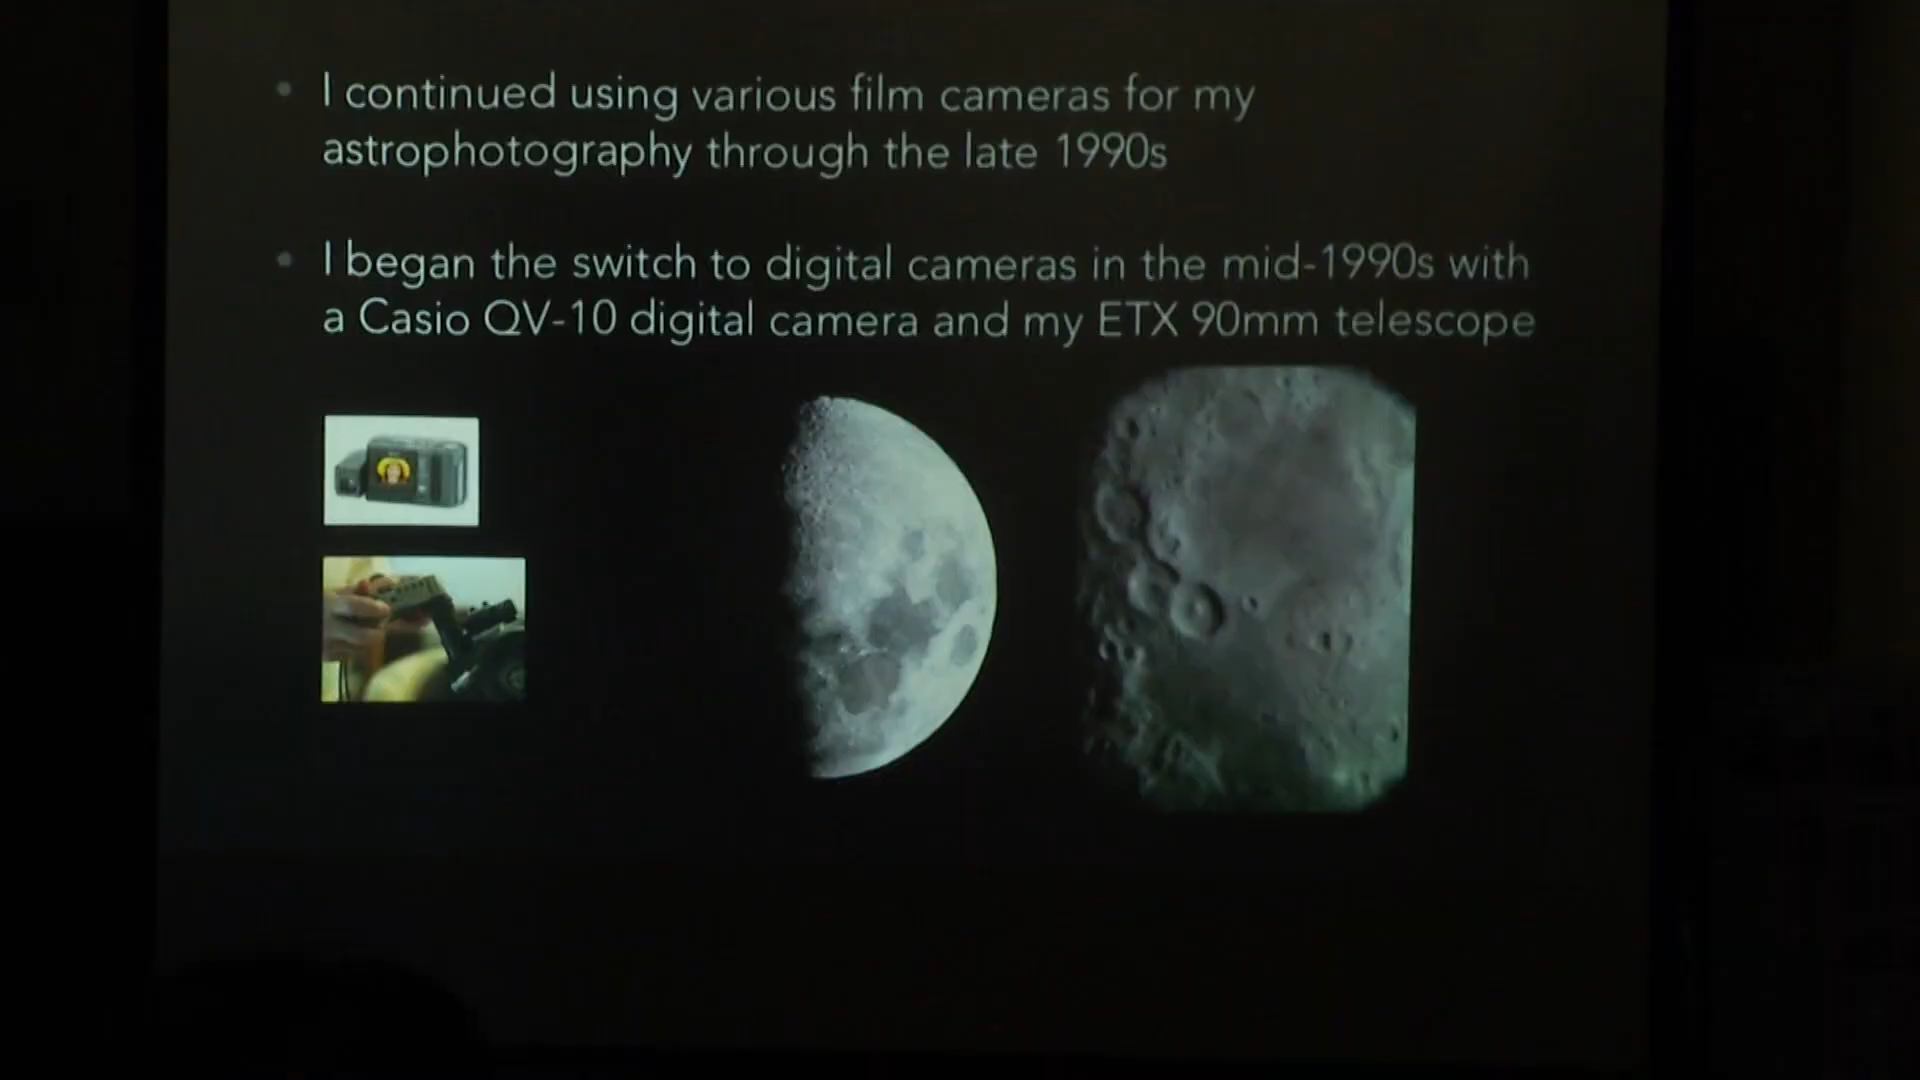 • I continued using various film cameras for my
astrophotography through the late 1990s
• I began the switch to digital cameras in the mid-1990s with
a Casio QV-10 digital camera and my ETX 90mm telescope